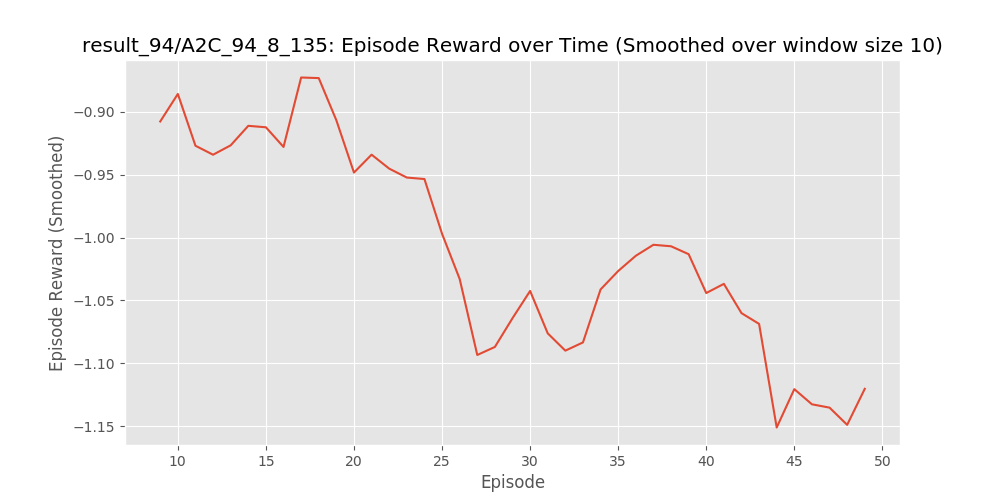 result_94/A2C_94_8_135: Episode Reward over Time (Smoothed over window size 10)
Episode Reward (Smoothed)
−0.90
−0.95
−1.00
−1.05
−1.10
−1.15
10 15 20 25 30 35 40 45 50
Episode